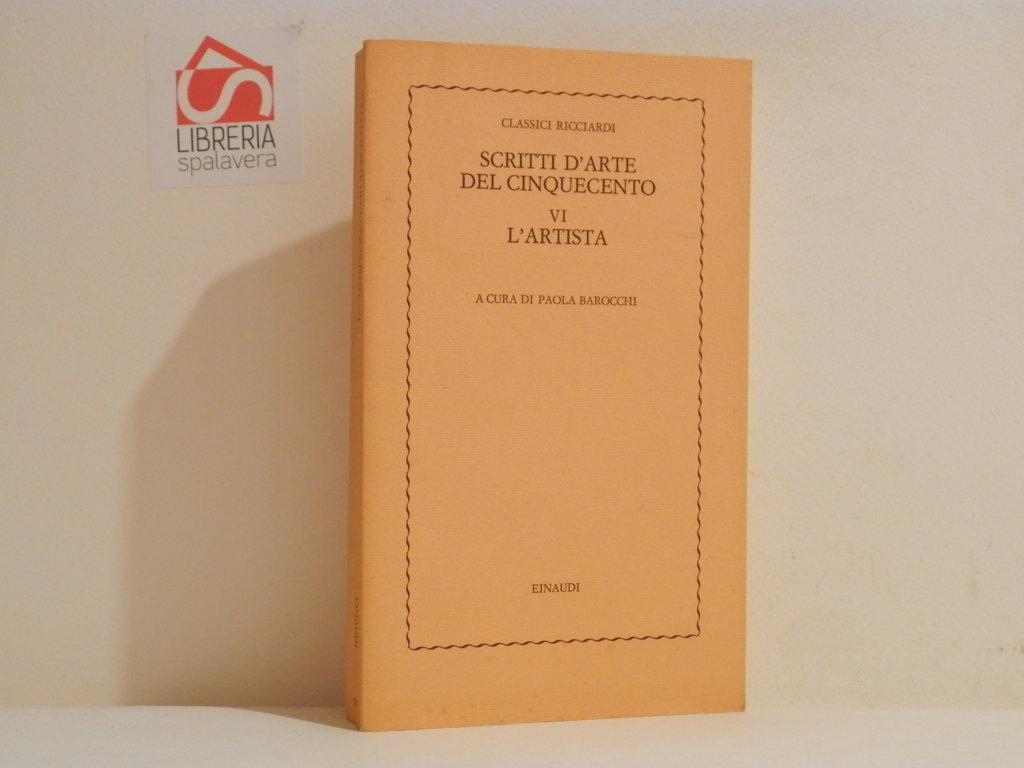 LIBRERIA
spalavera
CLASSICI RICCIARDI
SCRITTI D'ARTE
DEL CINQUECENTO
VI
L'ARTISTA
A CURA DI PAOLA BAROCCHI
EINAUDI